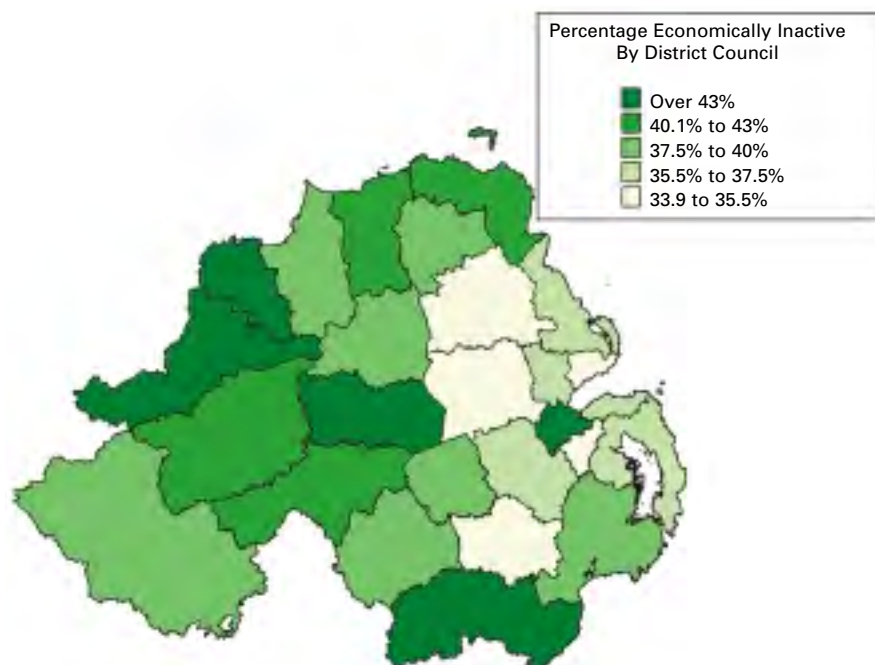 Percentage Economically Inactive
By District Council
Over 43%
40.1% to 43%
37.5% to 40%
35.5% to 37.5%
33.9 to 35.5%